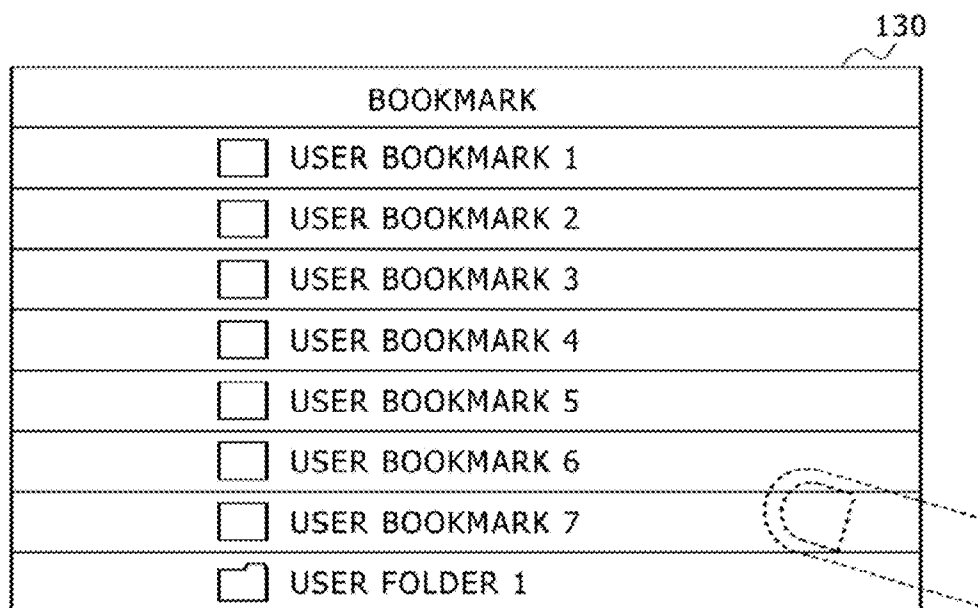 130
BOOKMARK
USER BOOKMARK 1
USER BOOKMARK 2
USER BOOKMARK 3
USER BOOKMARK 4
USER BOOKMARK 5
USER BOOKMARK 6
USER BOOKMARK 7
USER FOLDER 1